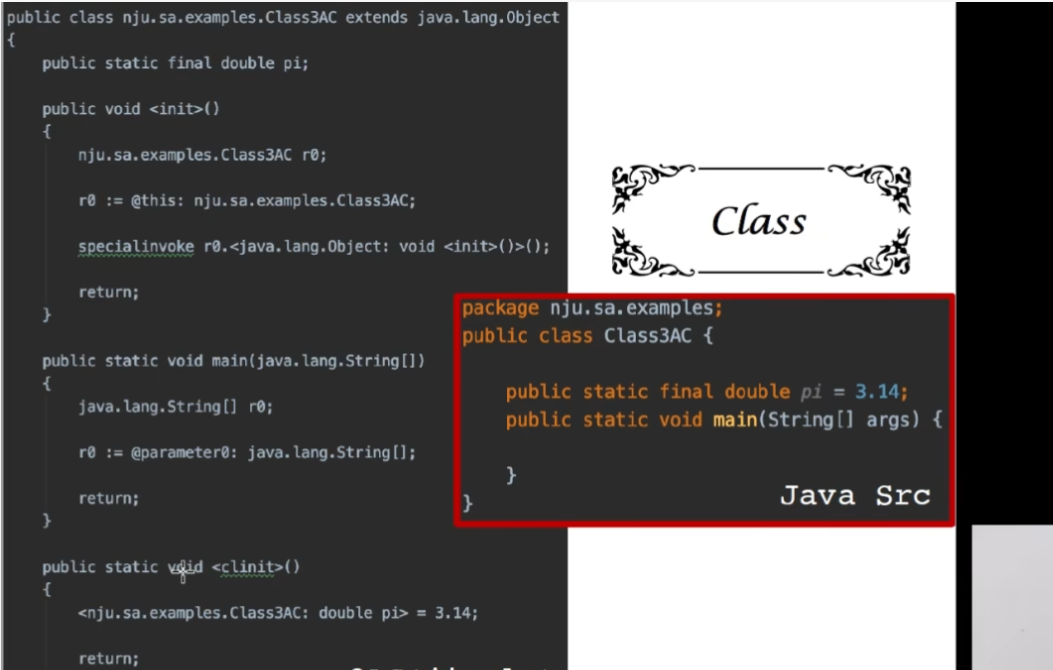 public class nju.sa.examples.Class3AC extends java.lang.Object
{
public static final double pi;
public void <init>()
{
nju.sa.examples.Class3AC r0;
r0 := @this: nju.sa.examples.Class3AC;
specialinvoke r0.<java.lang.Object: void <init>()>();
return;
}
public static void main(java.lang.String[])
{
java.lang.String[] r0;
r0 := @parameter0: java.lang.String[];
return;
}
public static void <clinit>()
{
<nju.sa.examples.Class3AC: double pi> = 3.14;
return;
Class
package nju.sa.examples;
public class Class3AC {
public static final double pi = 3.14;
public static void main(String[] args) {
}
}
Java Src